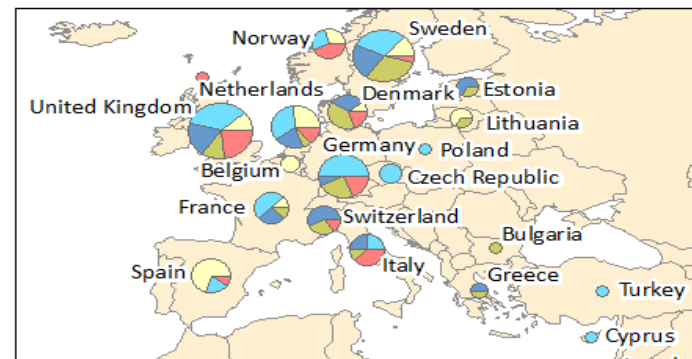 Norway
Sweden
Netherlands
Denmark
Estonia
United Kingdom
Lithuania
Germany
Poland
Belgium
Czech Republic
France
Switzerland
Bulgaria
Italy
Spain
Greece
Turkey
Cyprus